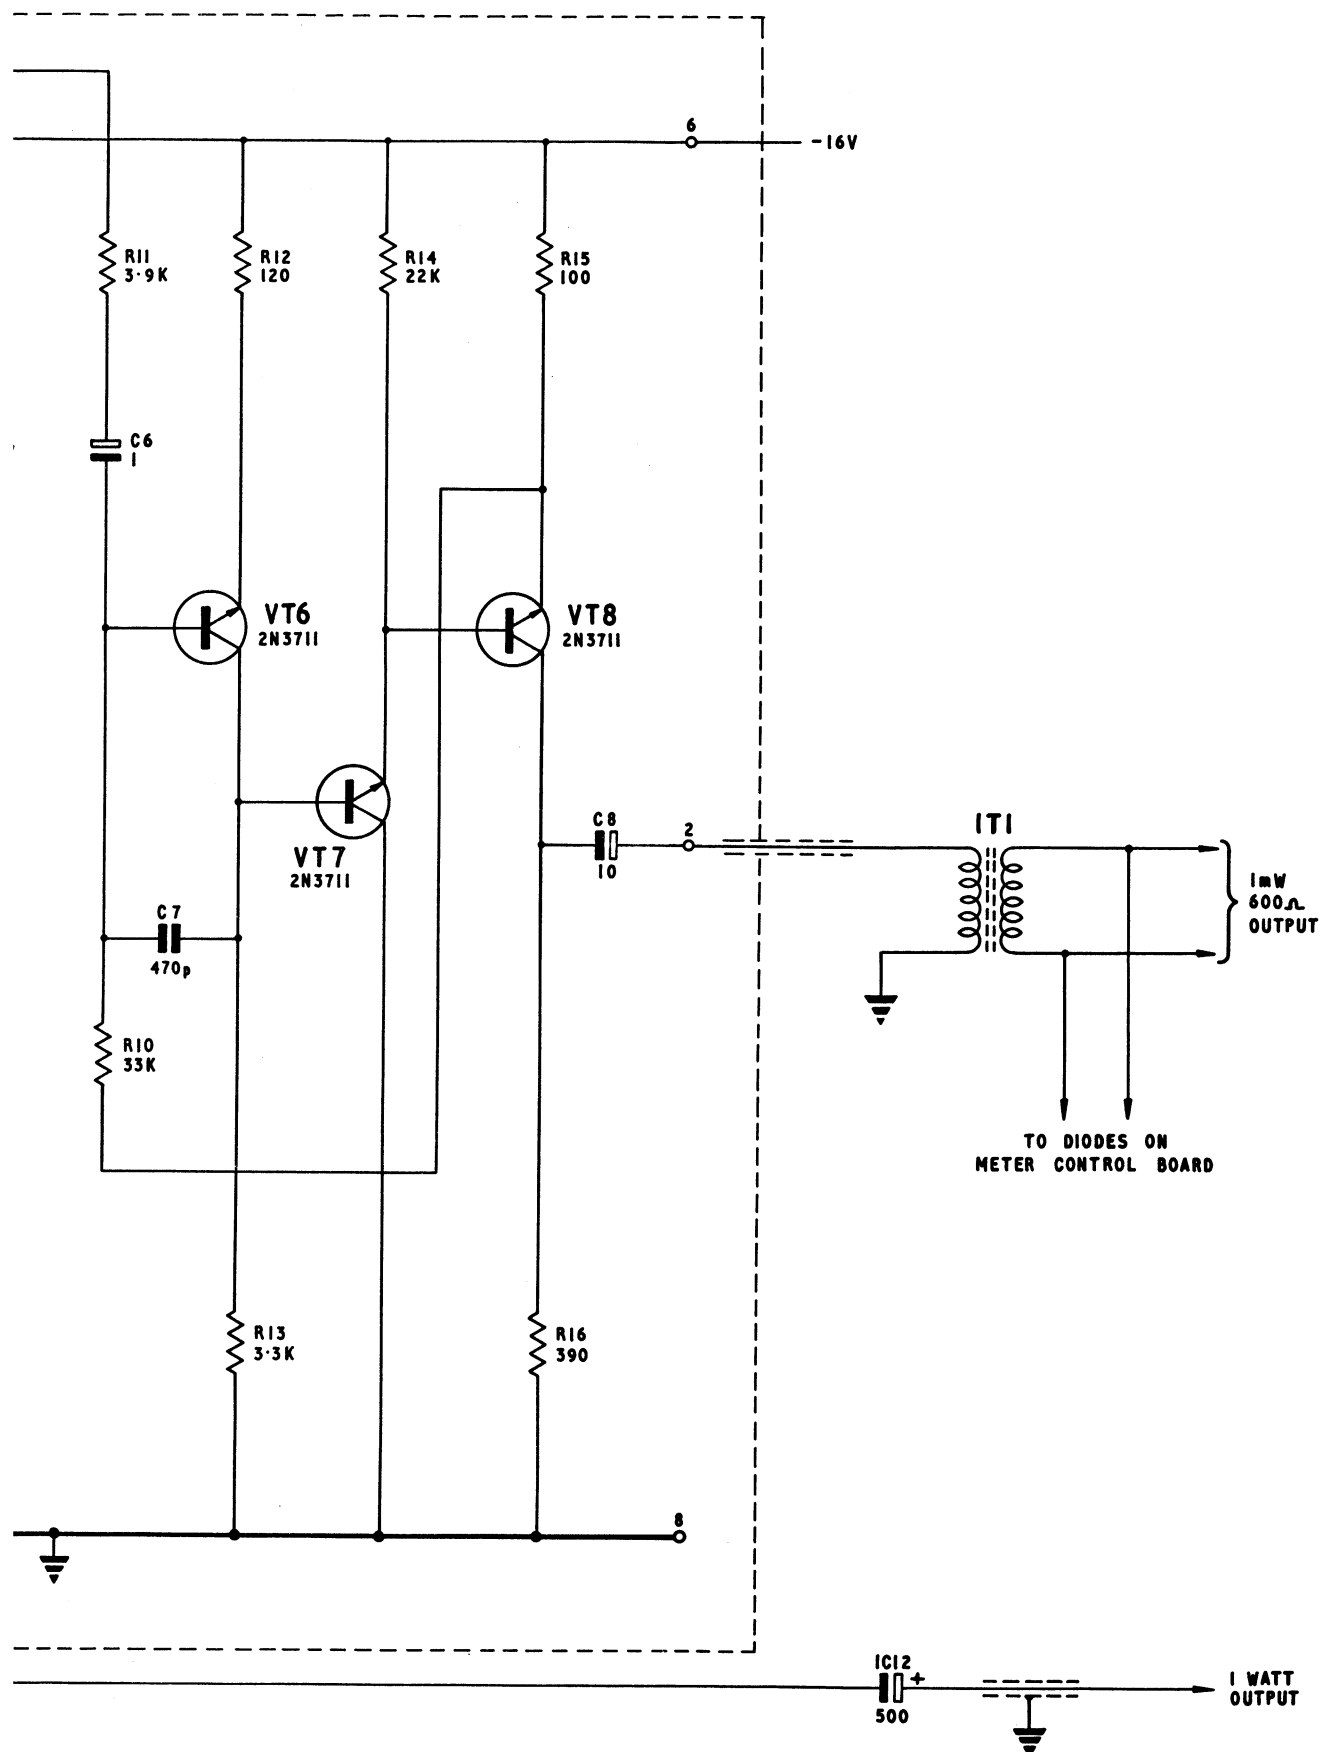 6
-16V
R11
3·9K
R12
120
R14
22K
R15
100
C6
1
VT6
2N3711
VT8
2N3711
VT7
2N3711
C8
10
2
1T1
1mW
600Ω
OUTPUT
C7
470p
R10
33K
TO DIODES ON
METER CONTROL BOARD
R13
3·3K
R16
390
8
1C12
+
500
1 WATT
OUTPUT